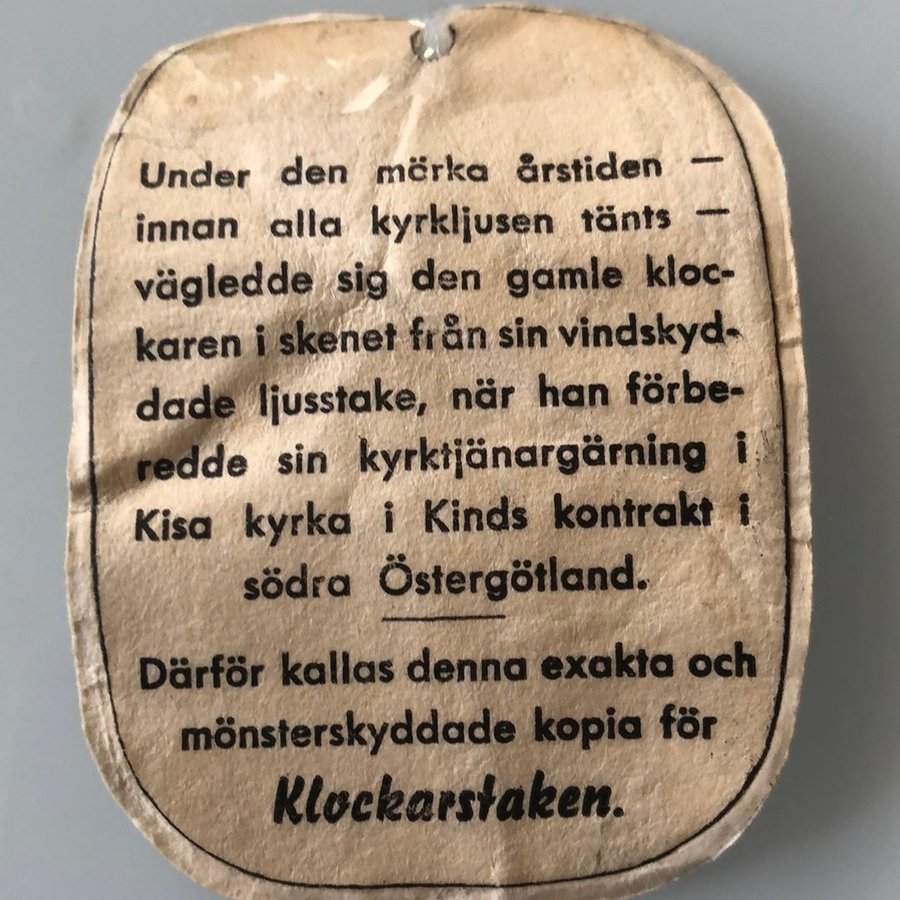 Under den mörka årstiden —
innan alla kyrkljusen tänts —
vägledde sig den gamle kloc-
karen i skenet från sin vindskyd-
dade ljusstake, när han förbe-
redde sin kyrktjänargärning i
Kisa kyrka i Kinds kontrakt i
södra Östergötland.
Därför kallas denna exakta och
mönsterskyddade kopia för
Klockarstaken.